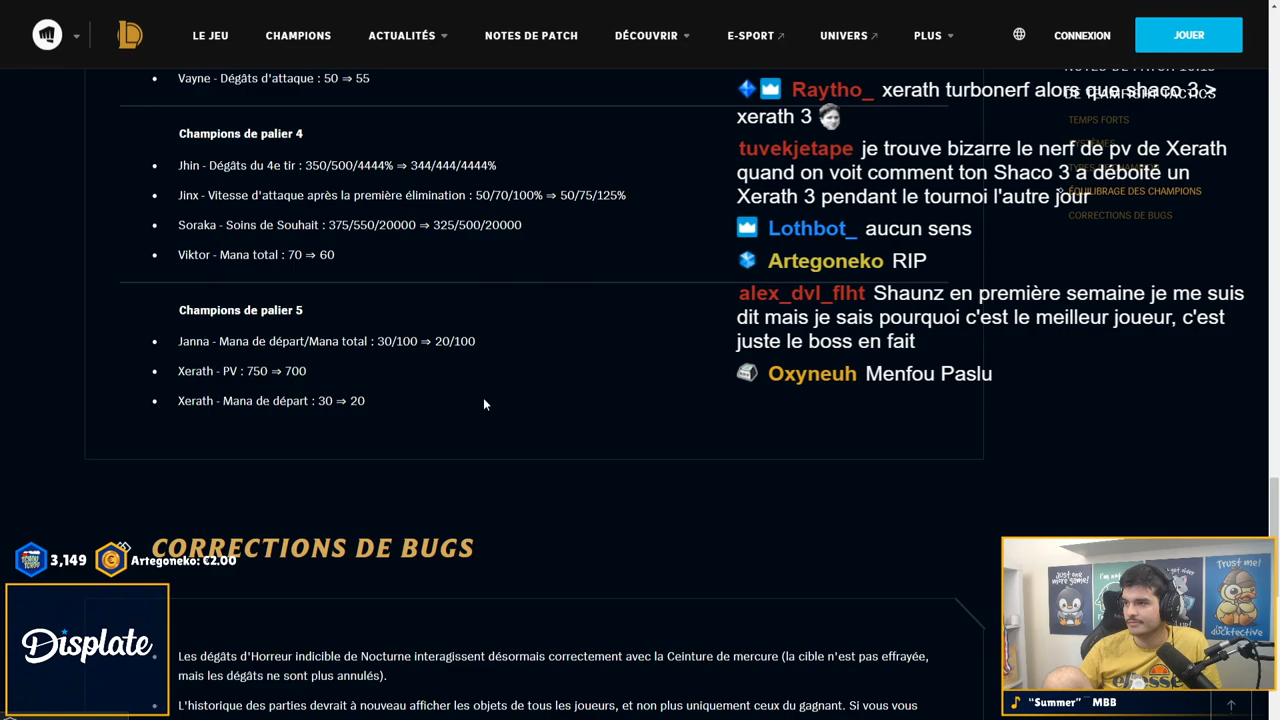 LE JEU CHAMPIONS ACTUALITÉS NOTES DE PATCH DÉCOUVRIR E-SPORT UNIVERS PLUS CONNEXION JOUER
Vayne - Dégâts d'attaque : 50 ⇒ 55
Champions de palier 4
Jhin - Dégâts du 4e tir : 350/500/4444% ⇒ 344/444/4444%
Jinx - Vitesse d'attaque après la première élimination : 50/70/100% ⇒ 50/75/125%
Soraka - Soins de Souhait : 375/550/20000 ⇒ 325/500/20000
Viktor - Mana total : 70 ⇒ 60
Champions de palier 5
Janna - Mana de départ/Mana total : 30/100 ⇒ 20/100
Xerath - PV : 750 ⇒ 700
Xerath - Mana de départ : 30 ⇒ 20
DE TEAMFIGHT TACTICS
TEMPS FORTS
ÉQUILIBRAGE DES CHAMPIONS
CORRECTIONS DE BUGS
Raytho_ xerath turbonerf alors que shaco 3 >
xerath 3
tuvekjetape je trouve bizarre le nerf de pv de Xerath
quand on voit comment ton Shaco 3 a déboité un
Xerath 3 pendant le tournoi l'autre jour
Lothbot_ aucun sens
Artegoneko RIP
alex_dvl_flht Shaunz en première semaine je me suis
dit mais je sais pourquoi c'est le meilleur joueur, c'est
juste le boss en fait
Oxyneuh Menfou Paslu
CORRECTIONS DE BUGS
3,149 Artegoneko: €2.00
Displate
Les dégâts d'Horreur indicible de Nocturne interagissent désormais correctement avec la Ceinture de mercure (la cible n'est pas effrayée,
mais les dégâts ne sont plus annulés).
L'historique des parties devrait à nouveau afficher les objets de tous les joueurs, et non plus uniquement ceux du gagnant. Si vous vous
Just one
more game!
Trust me!
ellesse
"Summer" MBB